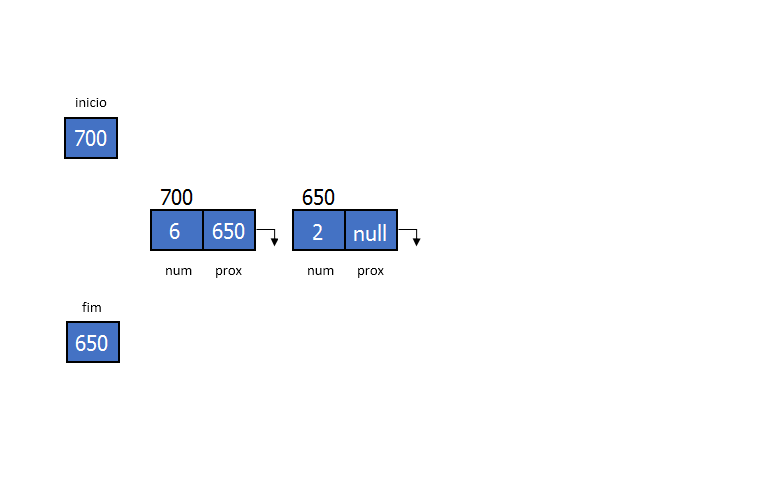 inicio
700
700 650
6 650 2 null
num prox num prox
fim
650